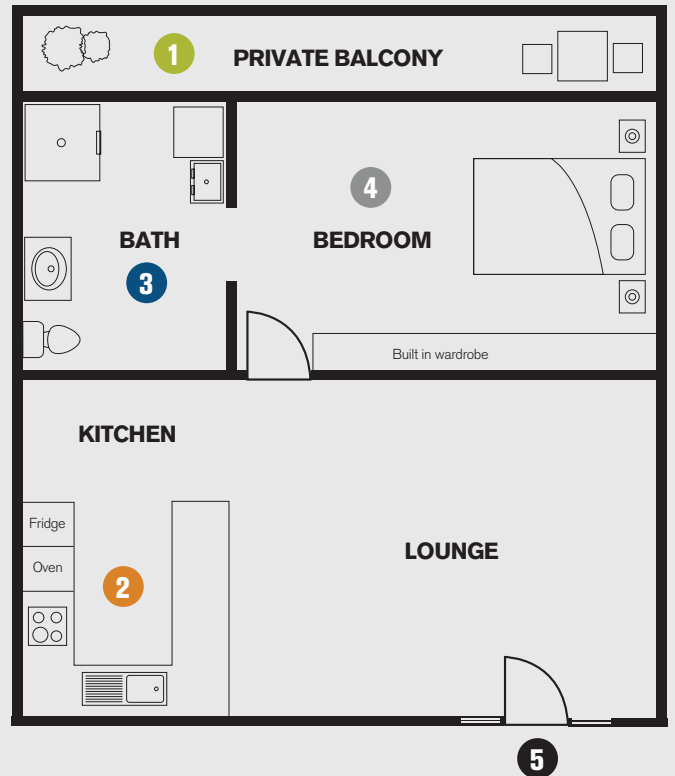 1 PRIVATE BALCONY
4
BATH BEDROOM
3
Built in wardrobe
KITCHEN
Fridge
LOUNGE
Oven
2
5